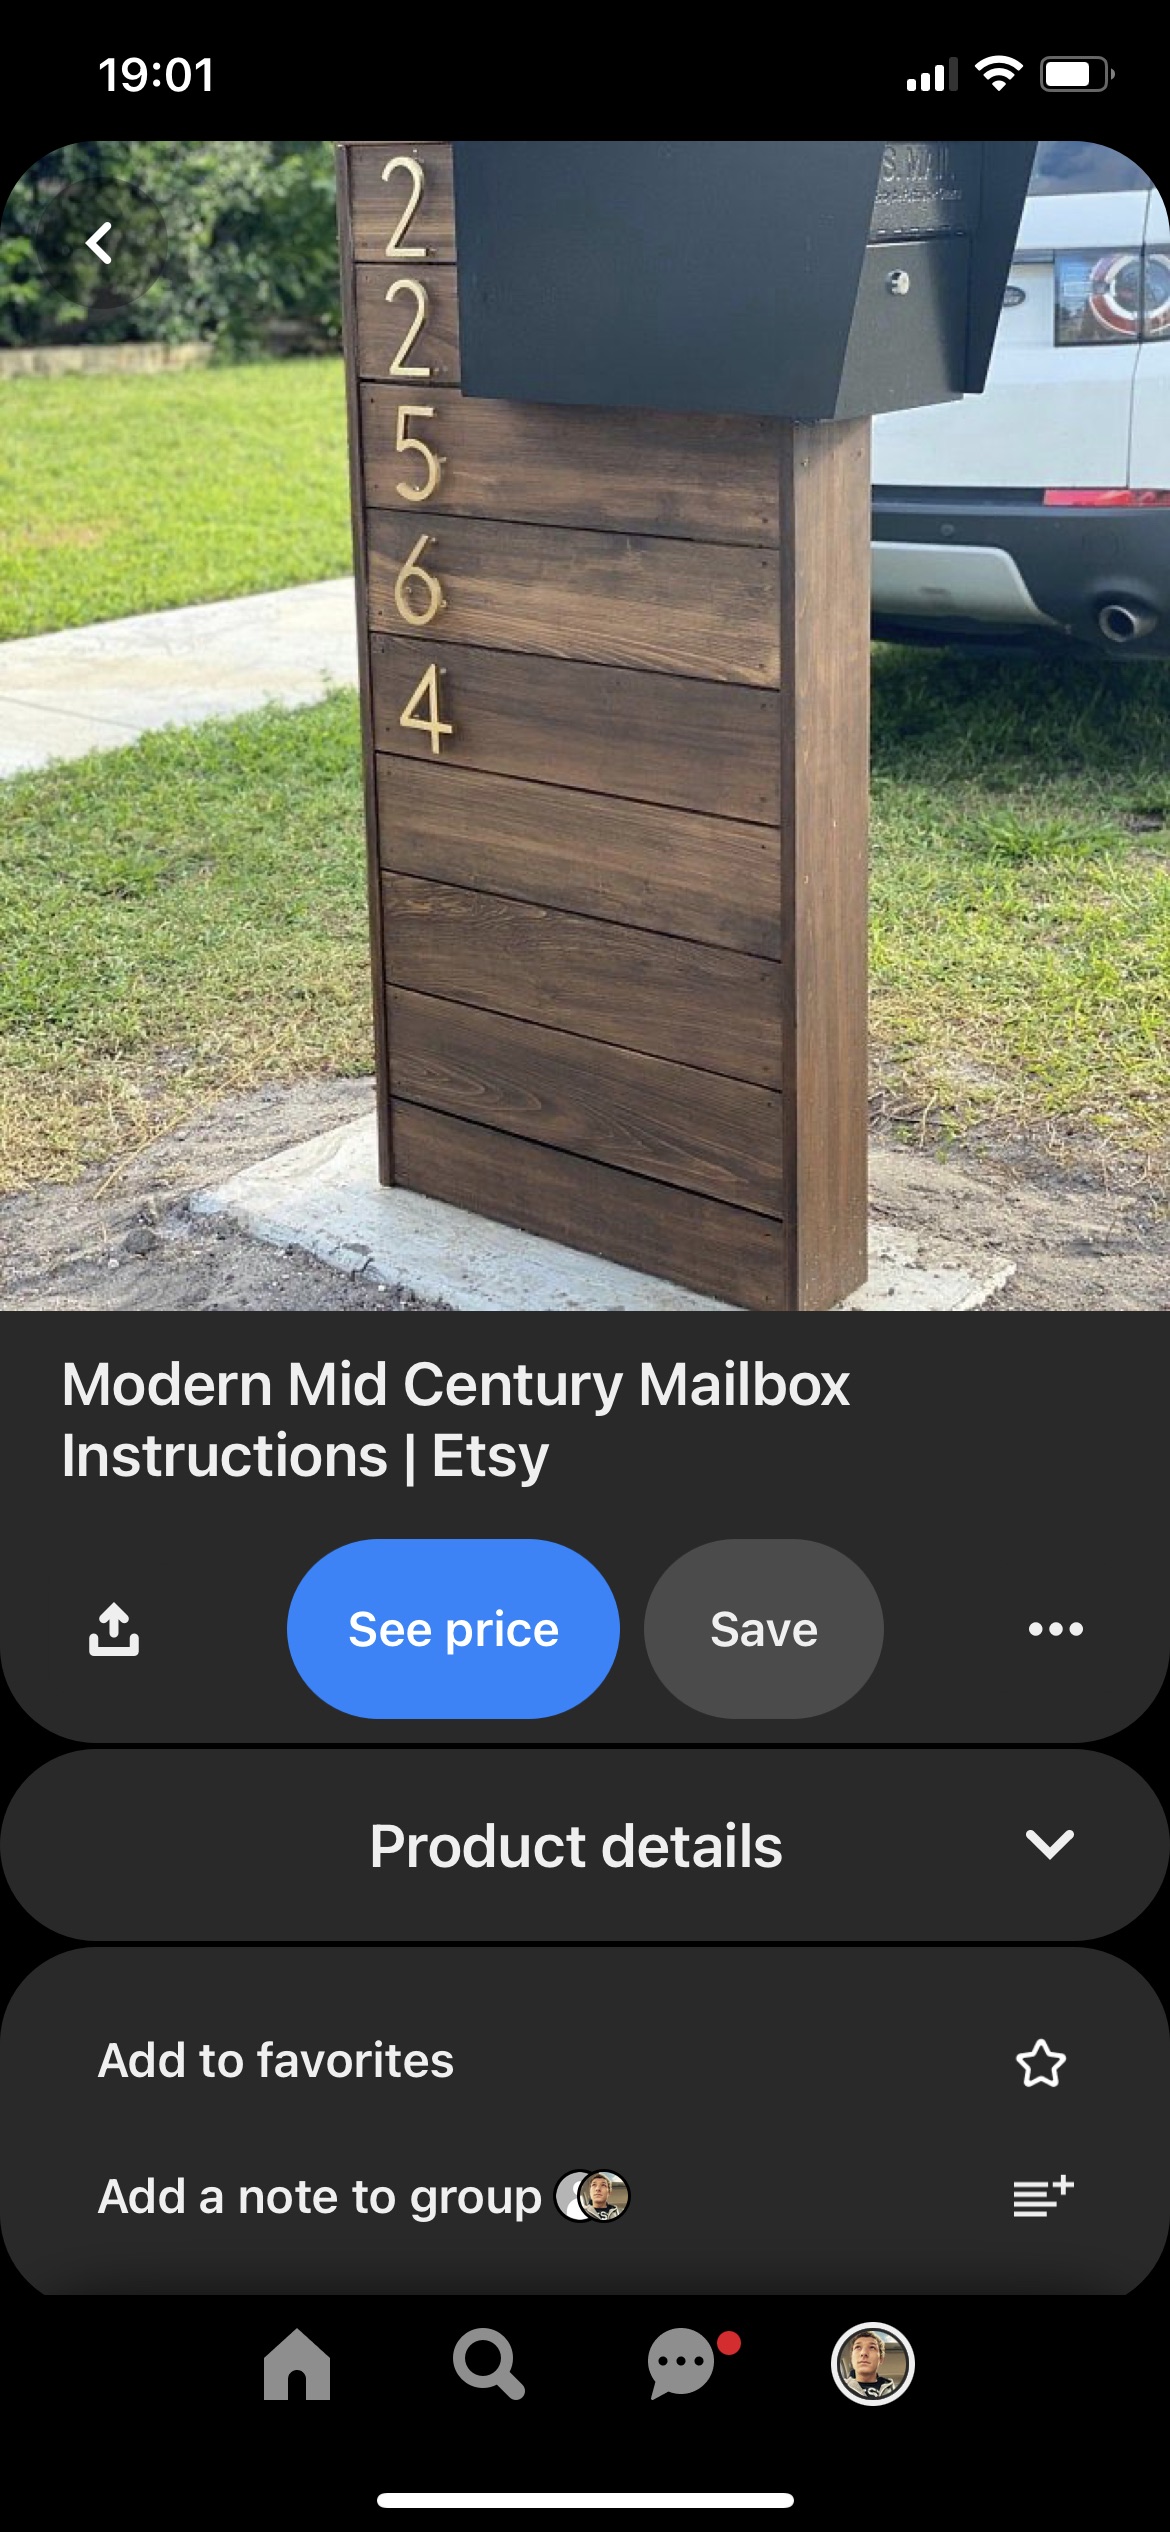 19:01
2
2
5
6
4
S. MAIL
Modern Mid Century Mailbox
Instructions | Etsy
See price
Save
Product details
Add to favorites
Add a note to group